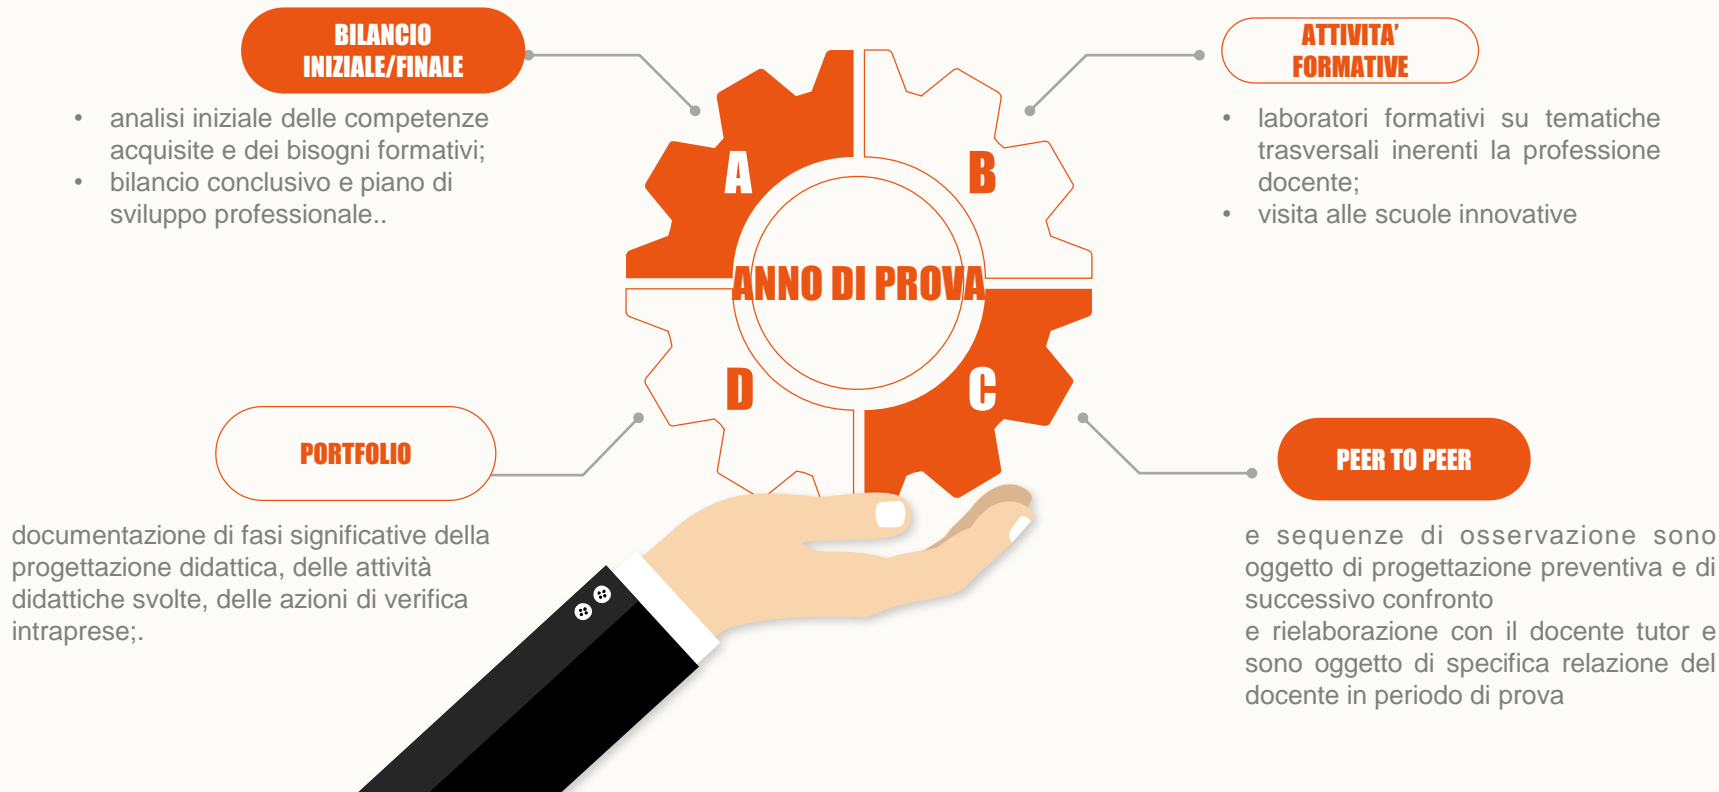 BILANCIO
INIZIALE/FINALE
• analisi iniziale delle competenze
acquisite e dei bisogni formativi;
• bilancio conclusivo e piano di
sviluppo professionale..
ATTIVITA’
FORMATIVE
• laboratori formativi su tematiche
trasversali inerenti la professione
docente;
• visita alle scuole innovative
A
B
ANNO DI PROVA
D
C
PORTFOLIO
documentazione di fasi significative della
progettazione didattica, delle attività
didattiche svolte, delle azioni di verifica
intraprese;.
PEER TO PEER
e sequenze di osservazione sono
oggetto di progettazione preventiva e di
successivo confronto
e rielaborazione con il docente tutor e
sono oggetto di specifica relazione del
docente in periodo di prova